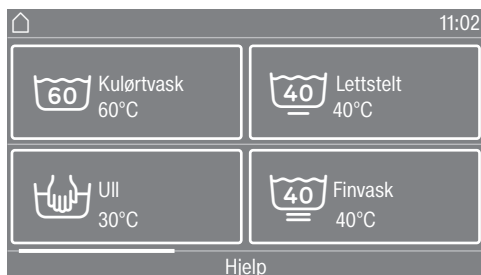 11:02
60 Kulørtvask
60°C
40 Lettstelt
40°C
Ull
30°C
40 Finvask
40°C
Hjelp